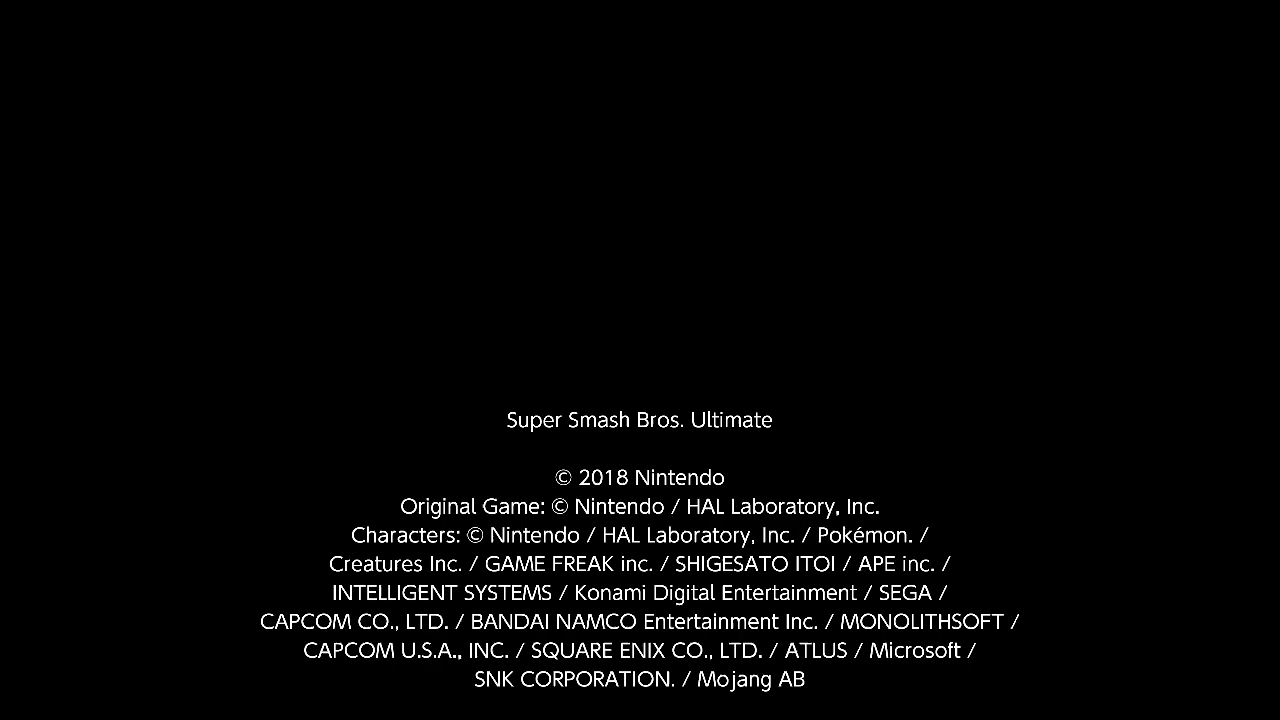 Super Smash Bros. Ultimate
© 2018 Nintendo
Original Game: © Nintendo / HAL Laboratory, Inc.
Characters: © Nintendo / HAL Laboratory, Inc. / Pokémon. /
Creatures Inc. / GAME FREAK inc. / SHIGESATO ITOI / APE inc. /
INTELLIGENT SYSTEMS / Konami Digital Entertainment / SEGA /
CAPCOM CO., LTD. / BANDAI NAMCO Entertainment Inc. / MONOLITHSOFT /
CAPCOM U.S.A., INC. / SQUARE ENIX CO., LTD. / ATLUS / Microsoft /
SNK CORPORATION. / Mojang AB